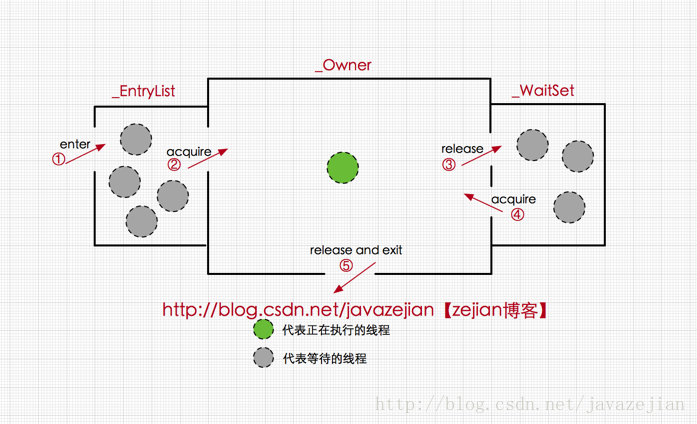 _Owner
_EntryList
_WaitSet
enter
①
acquire
②
release
③
acquire
④
release and exit
⑤
http://blog.csdn.net/javazejian【zejian博客】
代表正在执行的线程
代表等待的线程
http://blog.csdn.net/javazejian